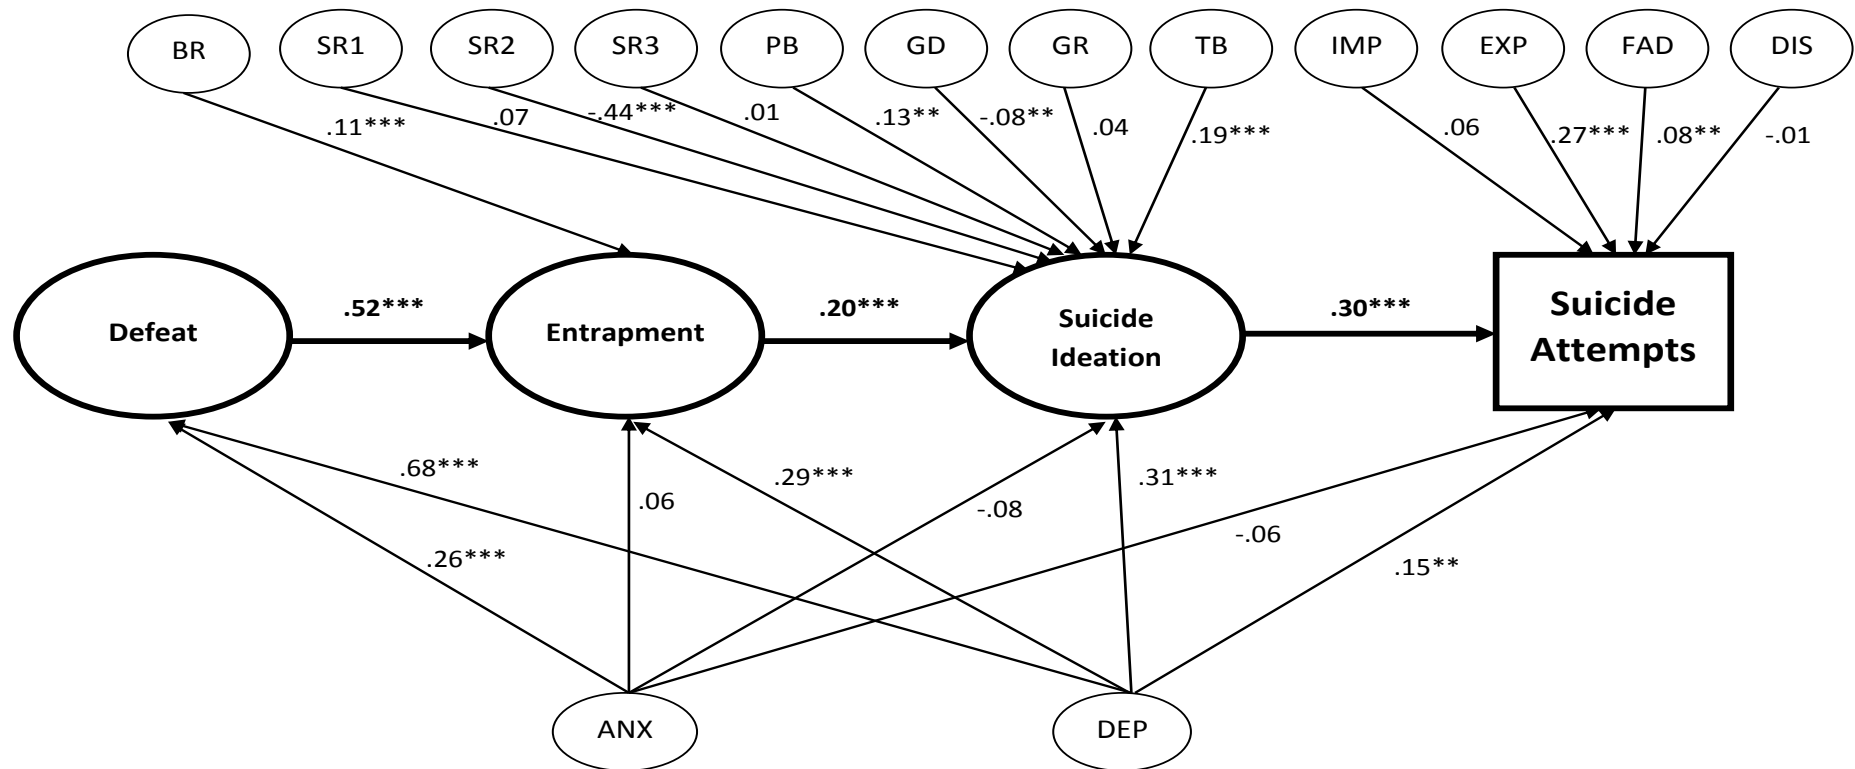 BR
SR1
SR2
SR3
PB
GD
GR
TB
IMP
EXP
FAD
DIS
.11***
.07
-.44***
.01
.13**
-.08**
.04
.19***
.06
.27***
.08**
-.01
Defeat
.52***
Entrapment
.20***
Suicide
Ideation
.30***
Suicide
Attempts
.68***
.26***
.06
.29***
-.08
.31***
-.06
.15**
ANX
DEP